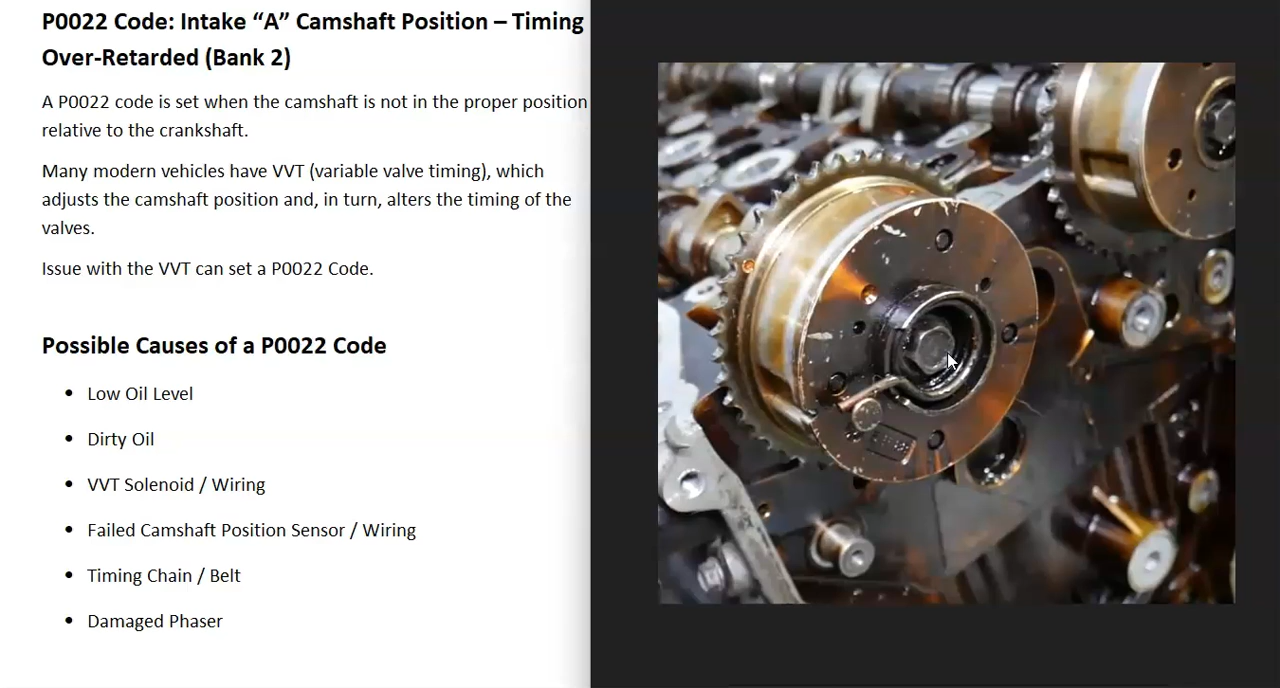 P0022 Code: Intake “A” Camshaft Position – Timing
Over-Retarded (Bank 2)
A P0022 code is set when the camshaft is not in the proper position
relative to the crankshaft.
Many modern vehicles have VVT (variable valve timing), which
adjusts the camshaft position and, in turn, alters the timing of the
valves.
Issue with the VVT can set a P0022 Code.
Possible Causes of a P0022 Code
• Low Oil Level
• Dirty Oil
• VVT Solenoid / Wiring
• Failed Camshaft Position Sensor / Wiring
• Timing Chain / Belt
• Damaged Phaser